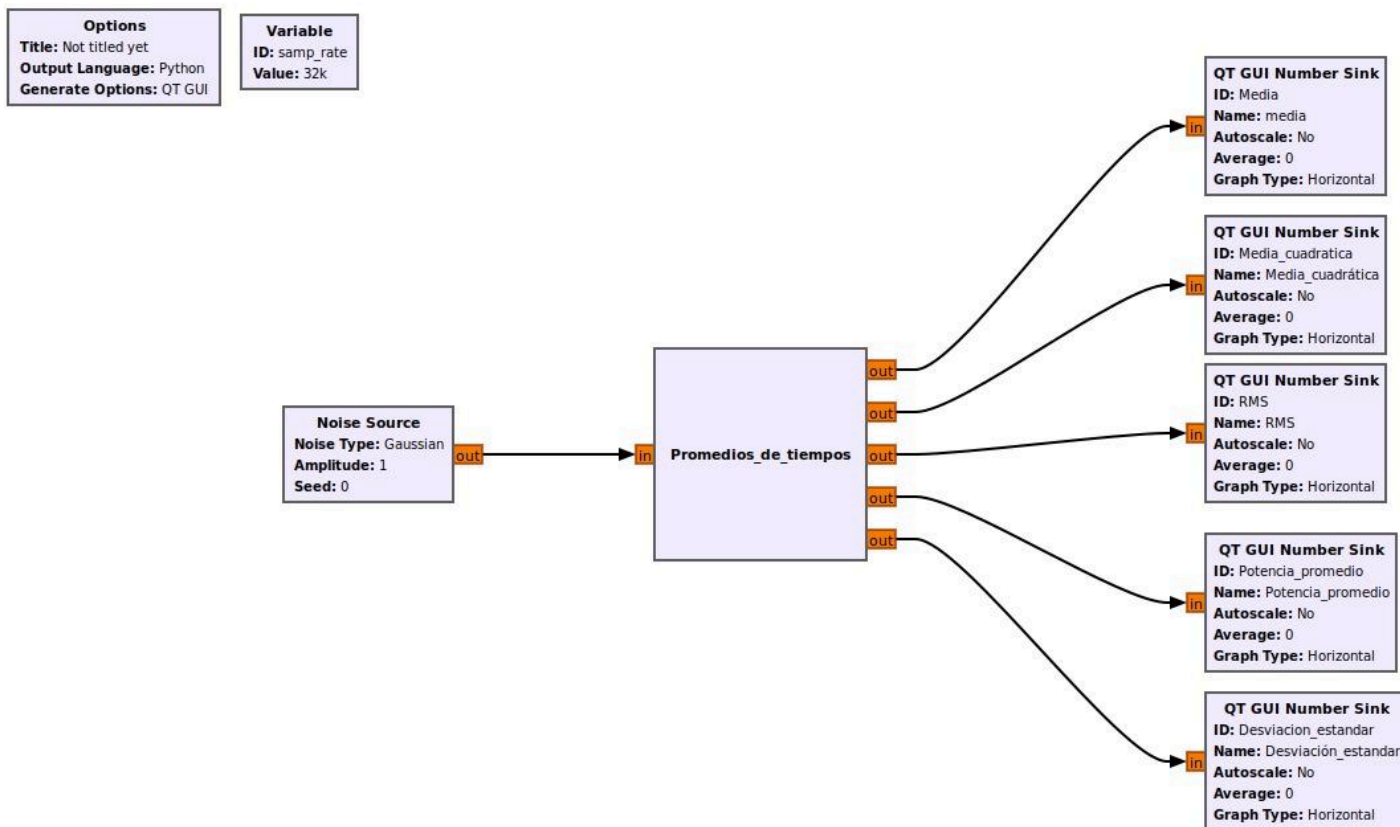 Options
Title: Not titled yet
Output Language: Python
Generate Options: QT GUI
Variable
ID: samp_rate
Value: 32k
Noise Source
Noise Type: Gaussian
Amplitude: 1
Seed: 0
out
in
Promedios_de_tiempos
out
out
out
out
out
in
QT GUI Number Sink
ID: Media
Name: media
Autoscale: No
Average: 0
Graph Type: Horizontal
in
QT GUI Number Sink
ID: Media_cuadratica
Name: Media_cuadrática
Autoscale: No
Average: 0
Graph Type: Horizontal
in
QT GUI Number Sink
ID: RMS
Name: RMS
Autoscale: No
Average: 0
Graph Type: Horizontal
in
QT GUI Number Sink
ID: Potencia_promedio
Name: Potencia_promedio
Autoscale: No
Average: 0
Graph Type: Horizontal
in
QT GUI Number Sink
ID: Desviacion_estandar
Name: Desviación_estandar
Autoscale: No
Average: 0
Graph Type: Horizontal